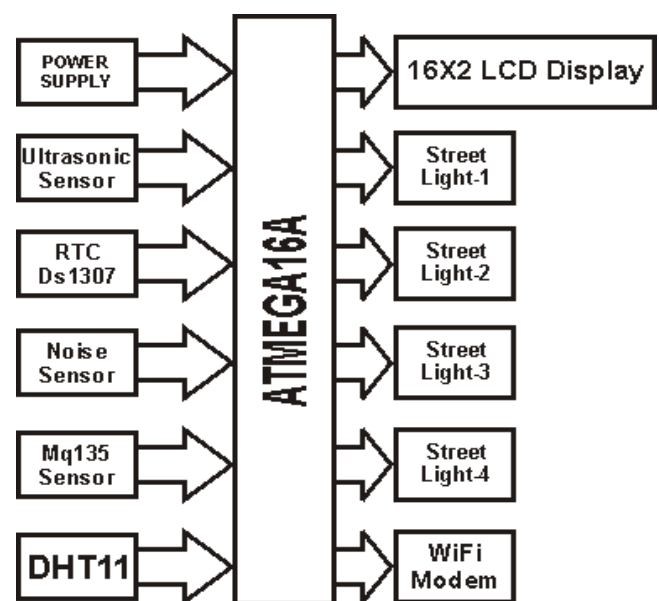 POWER
SUPPLY
Ultrasonic
Sensor
RTC
Ds1307
Noise
Sensor
Mq135
Sensor
DHT11
ATMEGA16A
16X2 LCD Display
Street
Light-1
Street
Light-2
Street
Light-3
Street
Light-4
WiFi
Modem